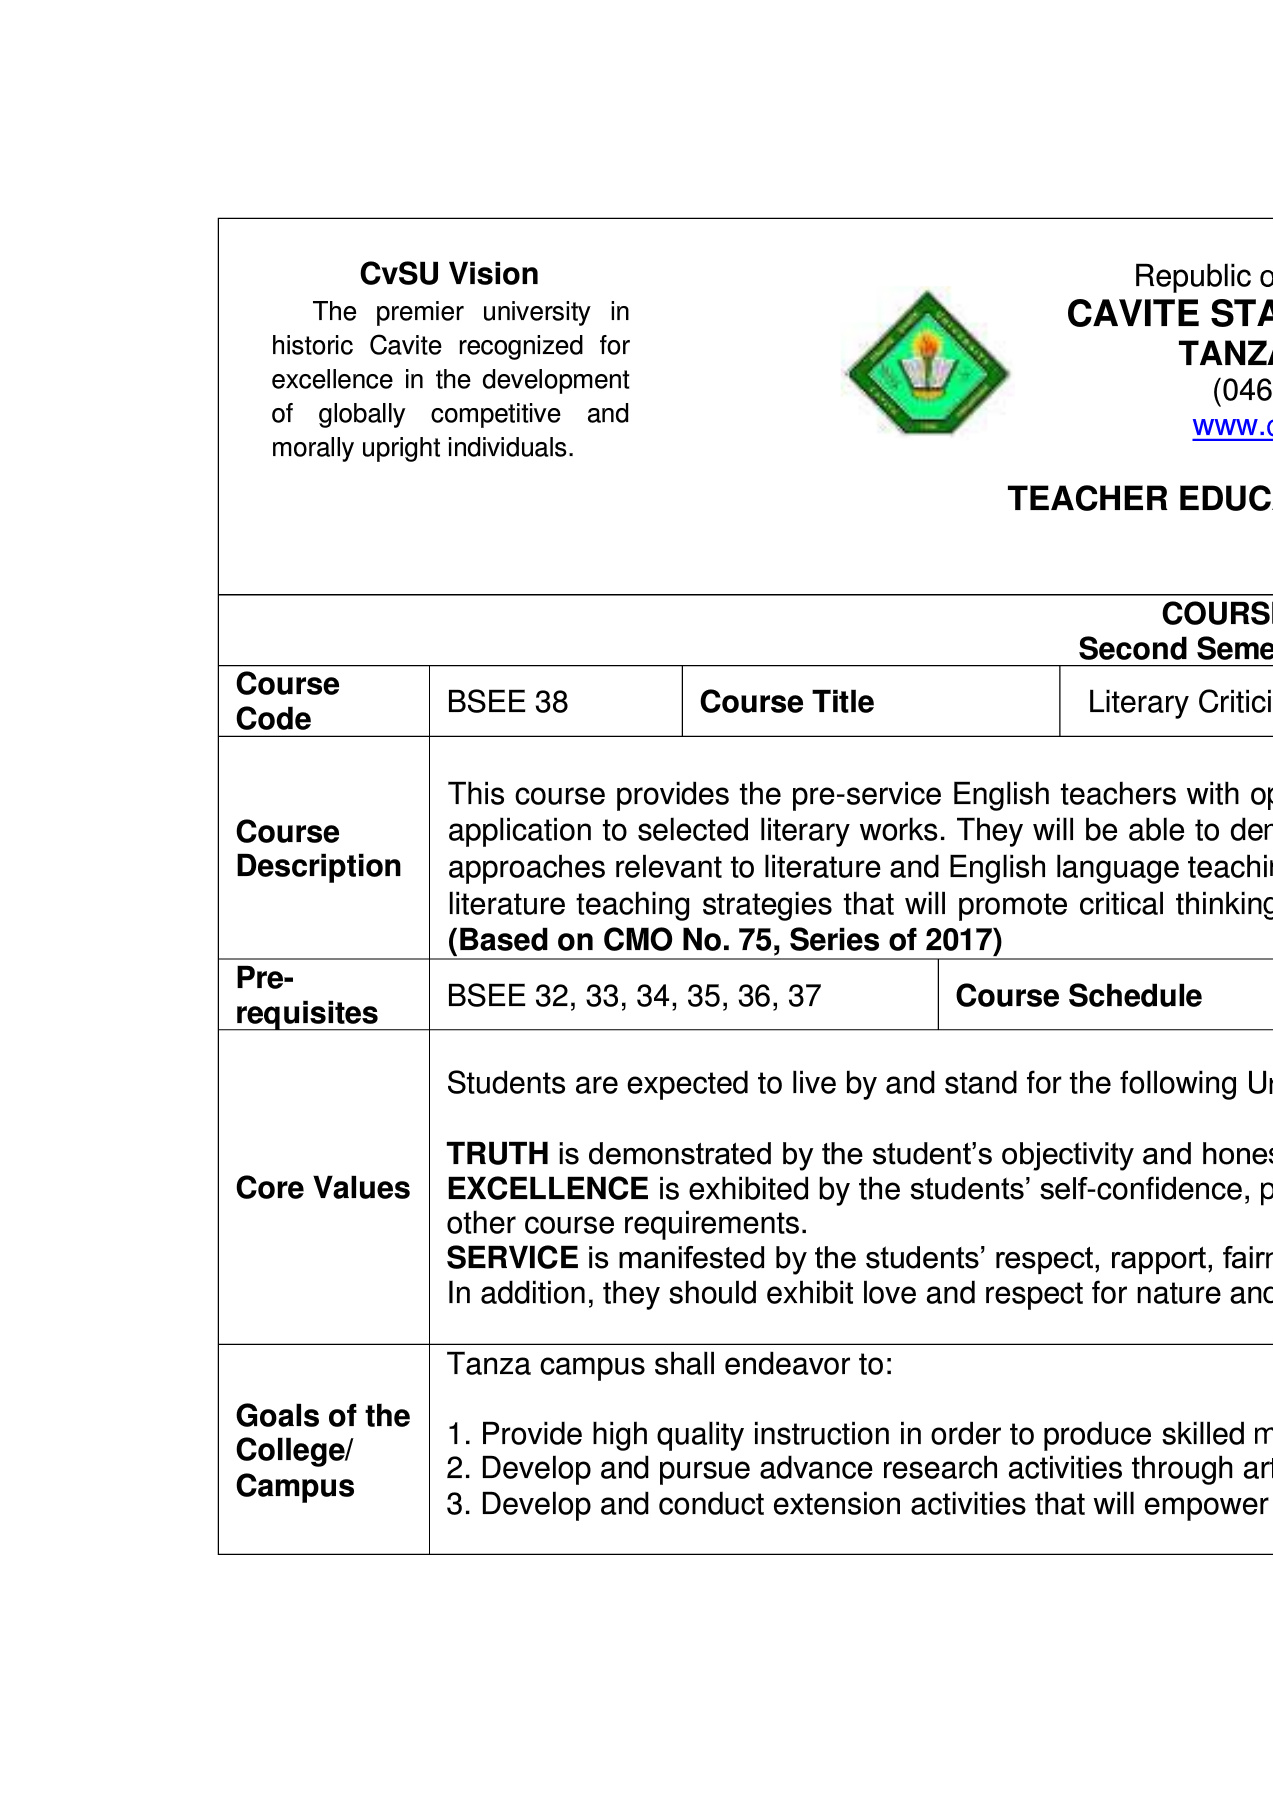 CvSU Vision
The premier university in
historic Cavite recognized for
excellence in the development
of globally competitive and
morally upright individuals.
Republic o
CAVITE STA
TANZA
(046
www.c
TEACHER EDUCA
COURSE
Second Seme
Course
Code
BSEE 38
Course Title
Literary Critici
Course
Description
This course provides the pre-service English teachers with op
application to selected literary works. They will be able to den
approaches relevant to literature and English language teachin
literature teaching strategies that will promote critical thinking
(Based on CMO No. 75, Series of 2017)
Pre-
requisites
BSEE 32, 33, 34, 35, 36, 37
Course Schedule
Core Values
Students are expected to live by and stand for the following Un
TRUTH is demonstrated by the student’s objectivity and hones
EXCELLENCE is exhibited by the students’ self-confidence, p
other course requirements.
SERVICE is manifested by the students’ respect, rapport, fairn
In addition, they should exhibit love and respect for nature and
Goals of the
College/
Campus
Tanza campus shall endeavor to:
1. Provide high quality instruction in order to produce skilled m
2. Develop and pursue advance research activities through art
3. Develop and conduct extension activities that will empower